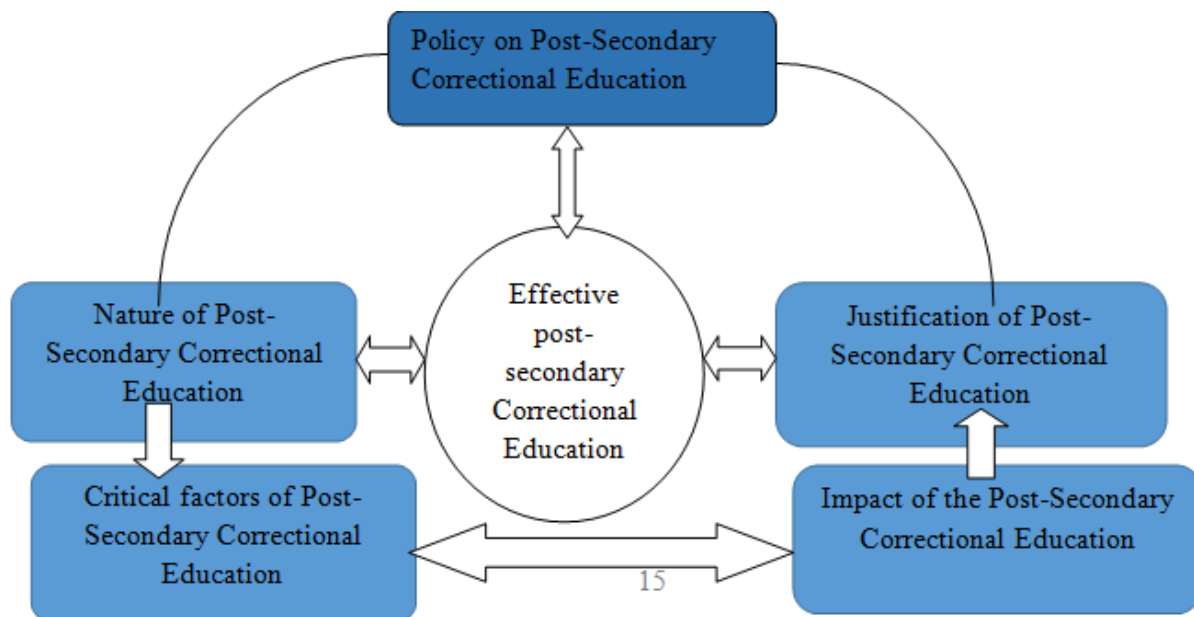 Policy on Post-Secondary
Correctional Education
Nature of Post-
Secondary Correctional
Education
Effective
post-
secondary
Correctional
Education
Justification of Post-
Secondary Correctional
Education
Critical factors of Post-
Secondary Correctional
Education
Impact of the Post-Secondary
Correctional Education
15